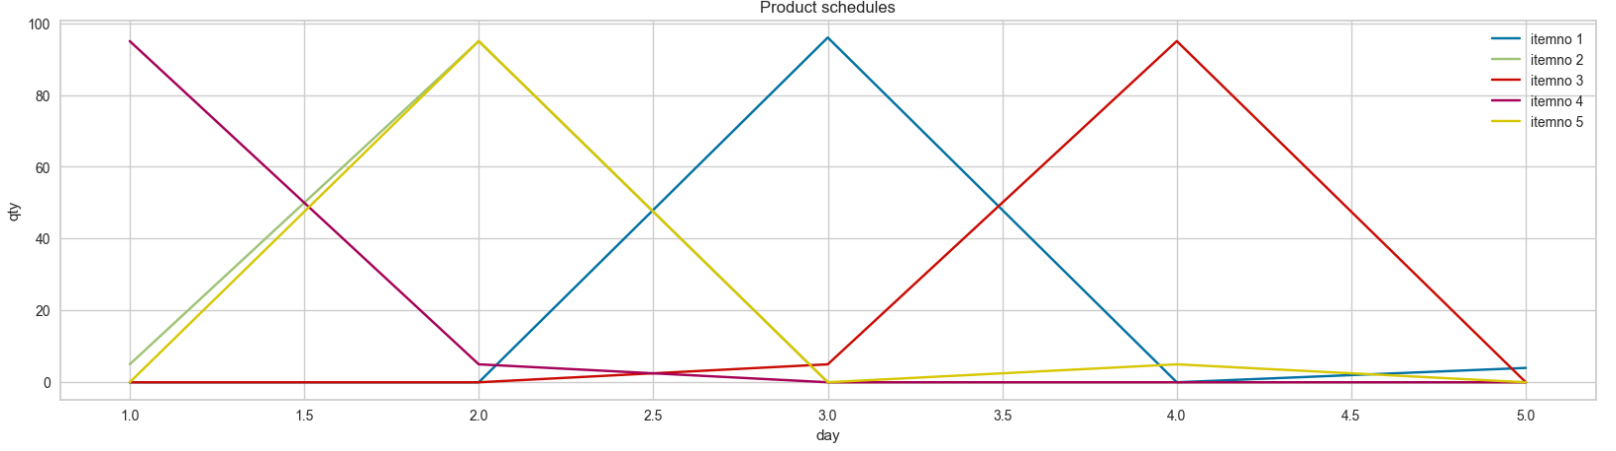 Product schedules
100
80
60
40
20
0
qty
itemno 1
itemno 2
itemno 3
itemno 4
itemno 5
1.0 1.5 2.0 2.5 3.0 3.5 4.0 4.5 5.0
day